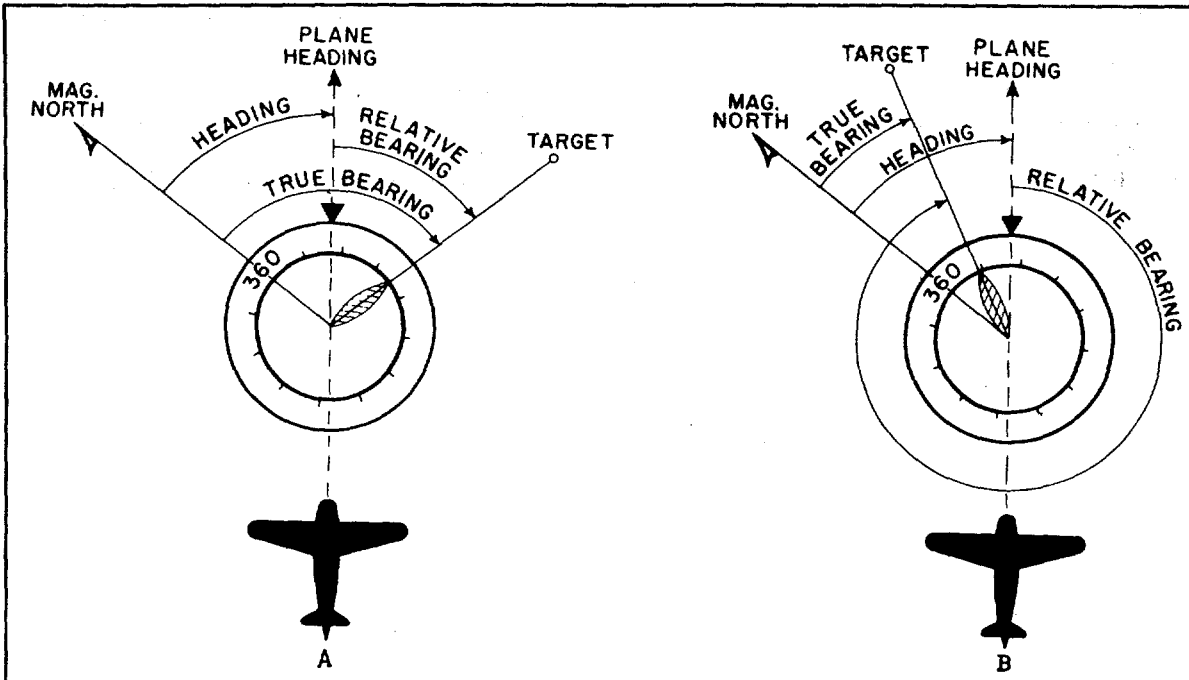 PLANE
HEADING
MAG.
NORTH
HEADING
RELATIVE
BEARING
TARGET
TRUE BEARING
360
A
TARGET
PLANE
HEADING
MAG.
NORTH
TRUE
BEARING
HEADING
RELATIVE BEARING
360
B